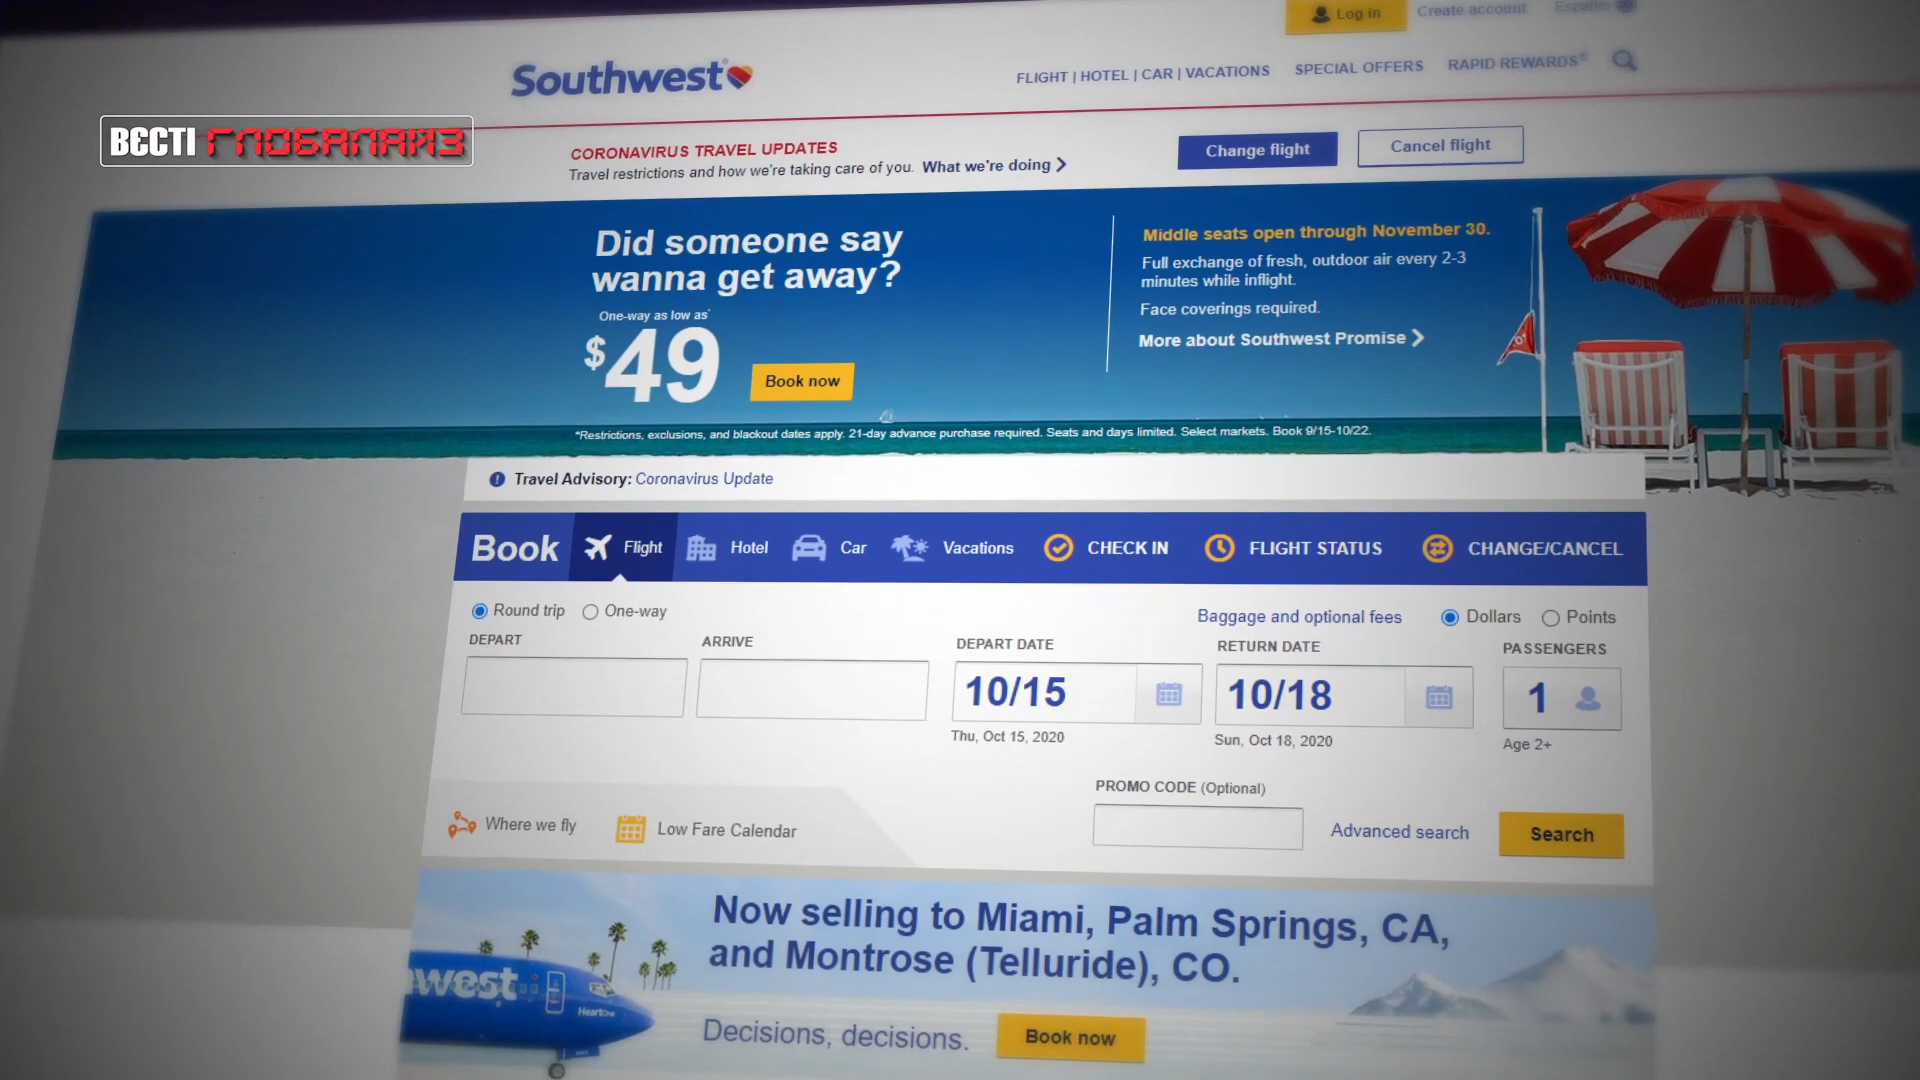 Log in
Create account
Español
Southwest
FLIGHT | HOTEL | CAR | VACATIONS
SPECIAL OFFERS
RAPID REWARDS®
ВЄСТІ ГЛОБАЛАЙЗ
CORONAVIRUS TRAVEL UPDATES
Travel restrictions and how we're taking care of you. What we're doing
Change flight
Cancel flight
Did someone say
wanna get away?
One-way as low as*
$49
Book now
Middle seats open through November 30.
Full exchange of fresh, outdoor air every 2-3
minutes while inflight.
Face coverings required.
More about Southwest Promise
*Restrictions, exclusions, and blackout dates apply. 21-day advance purchase required. Seats and days limited. Select markets. Book 9/15-10/22.
Travel Advisory: Coronavirus Update
Book
Flight
Hotel
Car
Vacations
CHECK IN
FLIGHT STATUS
CHANGE/CANCEL
Round trip
One-way
Baggage and optional fees
Dollars
Points
DEPART
ARRIVE
DEPART DATE
RETURN DATE
PASSENGERS
10/15
10/18
1
Thu, Oct 15, 2020
Sun, Oct 18, 2020
Age 2+
PROMO CODE (Optional)
Where we fly
Low Fare Calendar
Advanced search
Search
Now selling to Miami, Palm Springs, CA,
and Montrose (Telluride), CO.
west
HeartOne
Decisions, decisions.
Book now